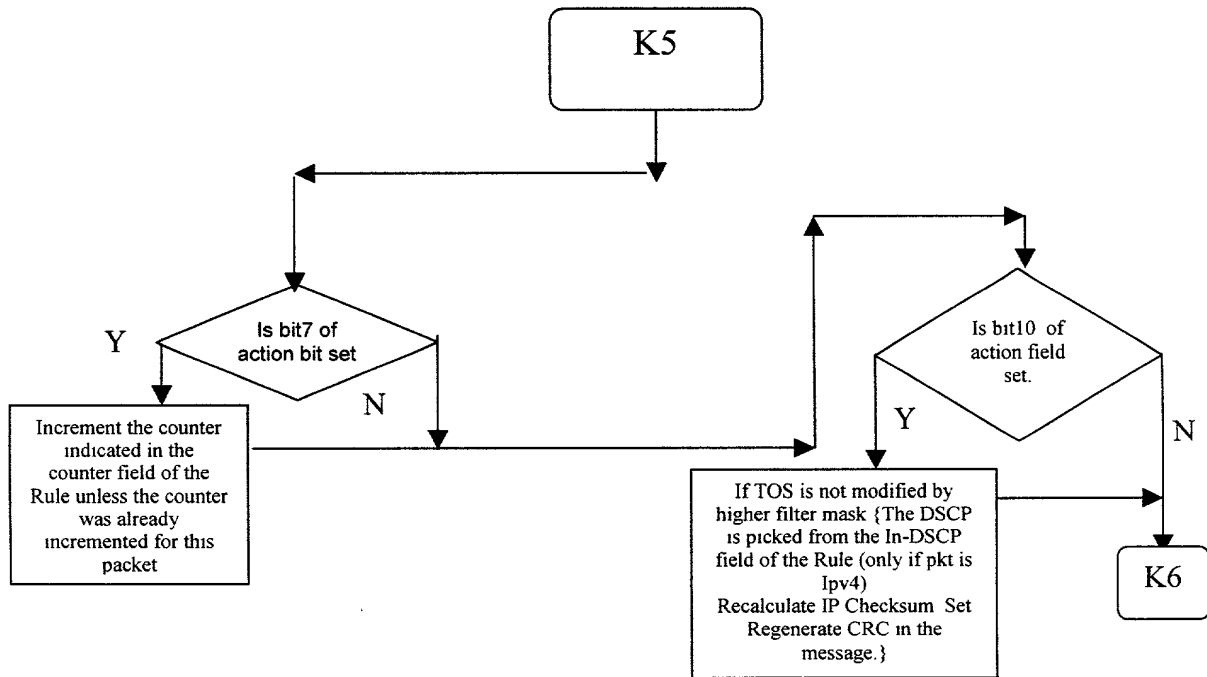 K5
Y
Is bit7 of
action bit set
N
Increment the counter
indicated in the
counter field of the
Rule unless the counter
was already
incremented for this
packet
Is bit10 of
action field
set.
Y
N
If TOS is not modified by
higher filter mask {The DSCP
is picked from the In-DSCP
field of the Rule (only if pkt is
Ipv4)
Recalculate IP Checksum Set
Regenerate CRC in the
message.}
K6